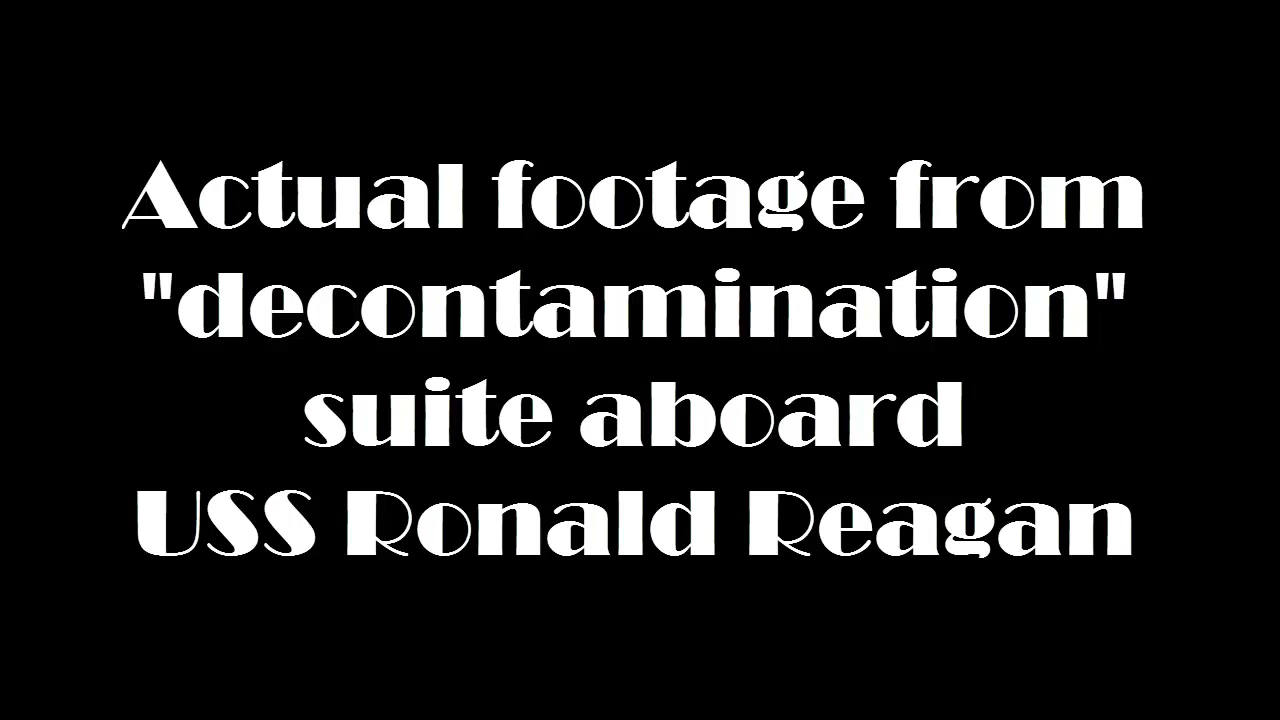 Actual footage from
"decontamination"
suite aboard
USS Ronald Reagan